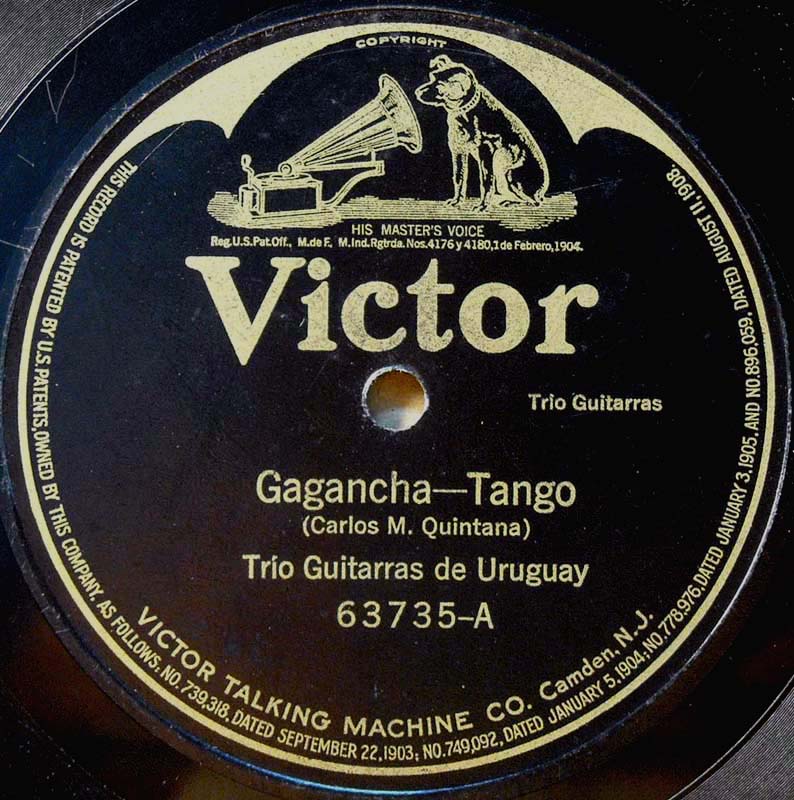 COPYRIGHT
HIS MASTER'S VOICE
Reg.U.S.Pat.Off., M.de F., M.Ind.Rgtrda.Nos.4176 y 4180,1 de Febrero,1904.
Victor
Trio Guitarras
Gagancha—Tango
(Carlos M. Quintana)
Trío Guitarras de Uruguay
63735-A
VICTOR TALKING MACHINE CO. Camden, N.J.
THIS RECORD IS PATENTED BY U.S.PATENTS, OWNED BY THIS COMPANY, AS FOLLOWS: NO. 739,318, DATED SEPTEMBER 22,1903; NO.749,092, DATED JANUARY 5,1904; NO.778,976, DATED JANUARY 3,1905, AND NO.896,059, DATED AUGUST 11,1908.